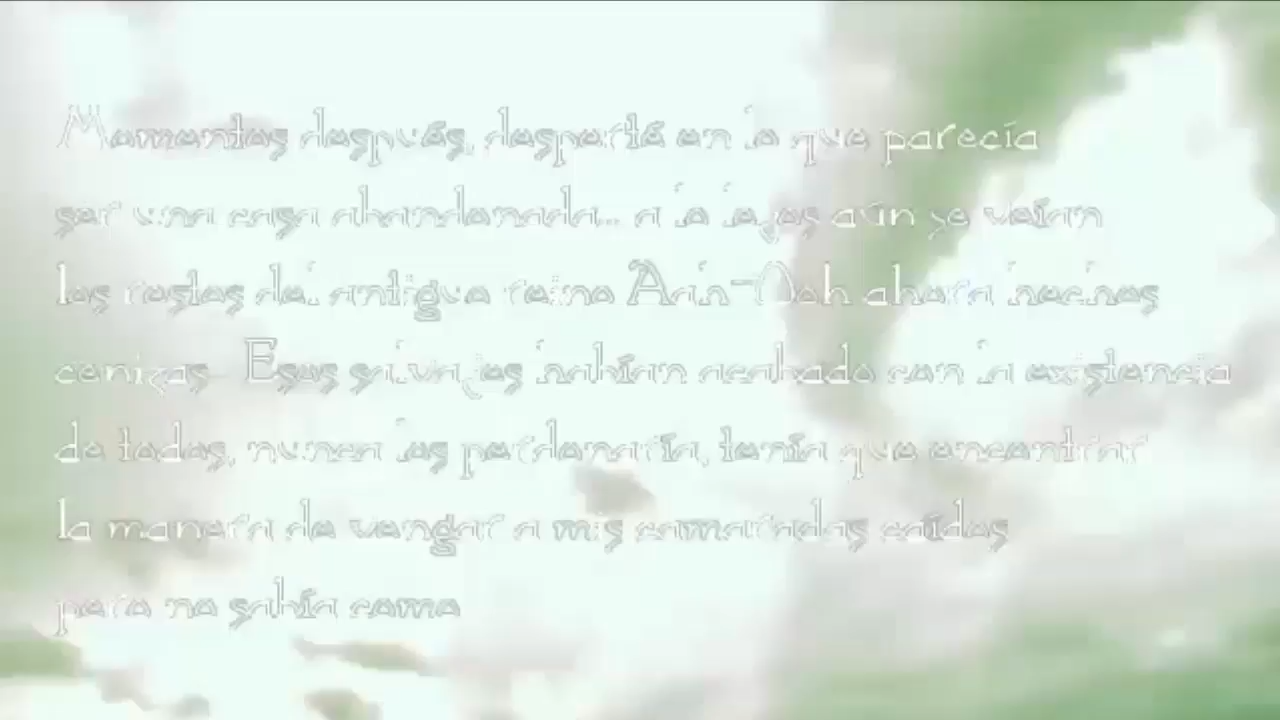 Momentos después, desperté en lo que parecía
ser una casa abandonada... a lo lejos aún se veían
los restos del antiguo reino Aan-Ooh ahora hechos
cenizas. Esos salvajes habían acabado con la existencia
de todos, nunca los perdonaría, tenía que encontrar
la manera de vengar a mis camaradas caídos
pero no sabía como